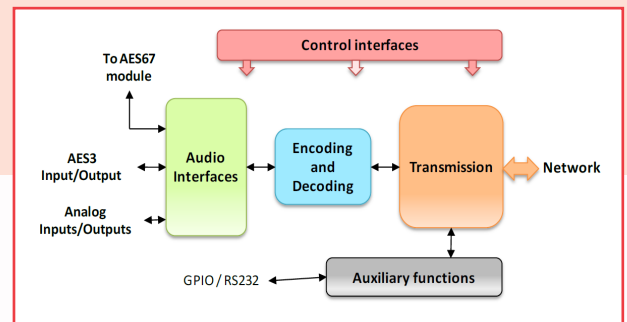 Control interfaces
To AES67
module
AES3
Input/Output
Analog
Inputs/Outputs
Audio
Interfaces
Encoding
and
Decoding
Transmission
Network
GPIO / RS232
Auxiliary functions